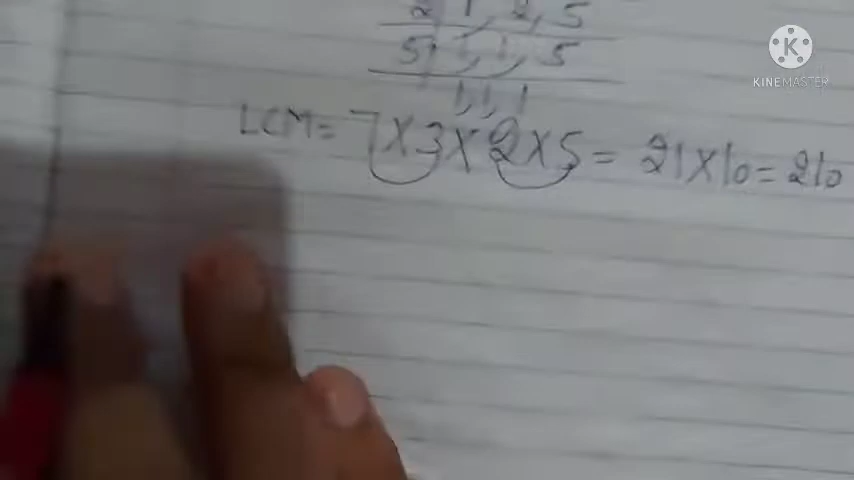 2 1, 2, 5
5 1, 1, 5
1, 1, 1
LCM = 7 X 3 X 2 X 5 = 21 X 10 = 210
K
KINEMASTER